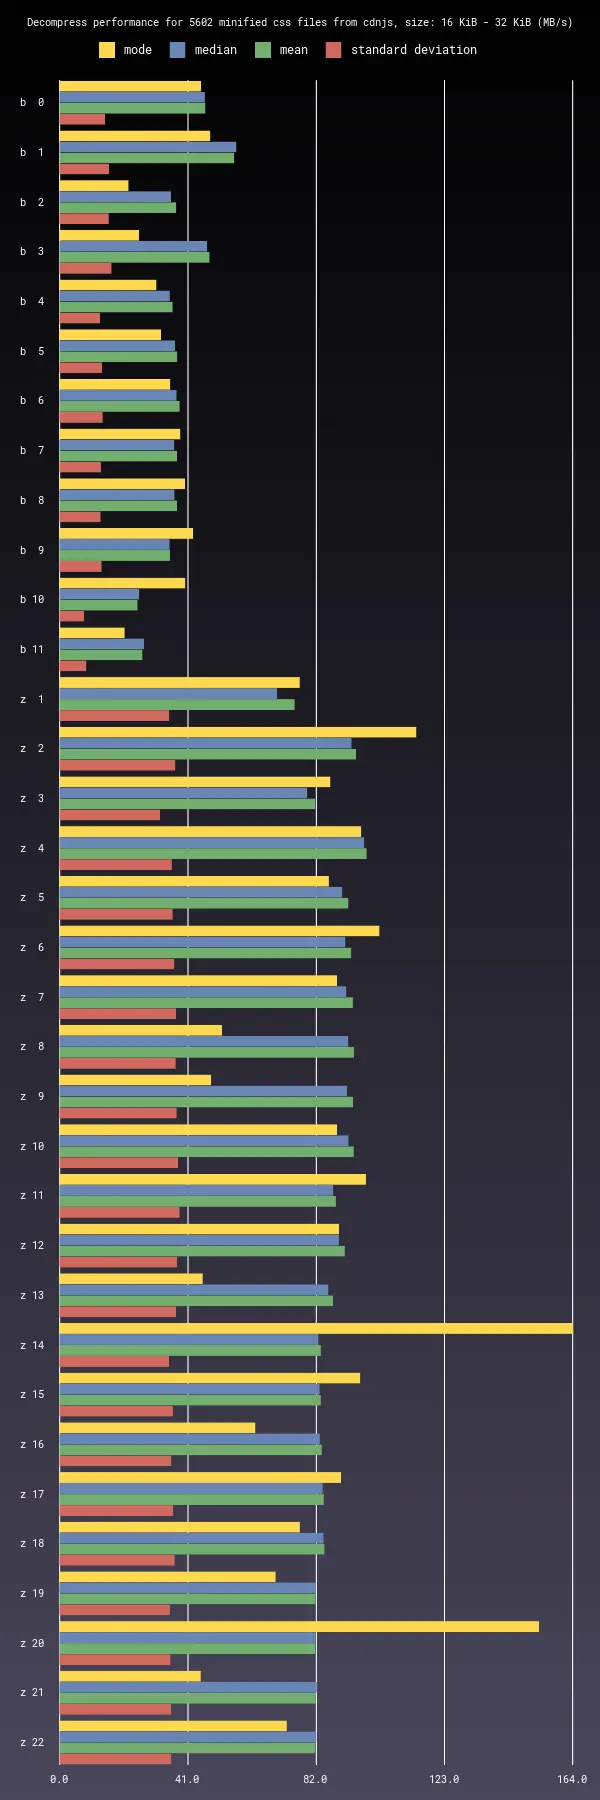 Decompress performance for 5602 minified css files from cdnjs, size: 16 KiB - 32 KiB (MB/s)
mode median mean standard deviation
b 0
b 1
b 2
b 3
b 4
b 5
b 6
b 7
b 8
b 9
b 10
b 11
z 1
z 2
z 3
z 4
z 5
z 6
z 7
z 8
z 9
z 10
z 11
z 12
z 13
z 14
z 15
z 16
z 17
z 18
z 19
z 20
z 21
z 22
0.0 41.0 82.0 123.0 164.0